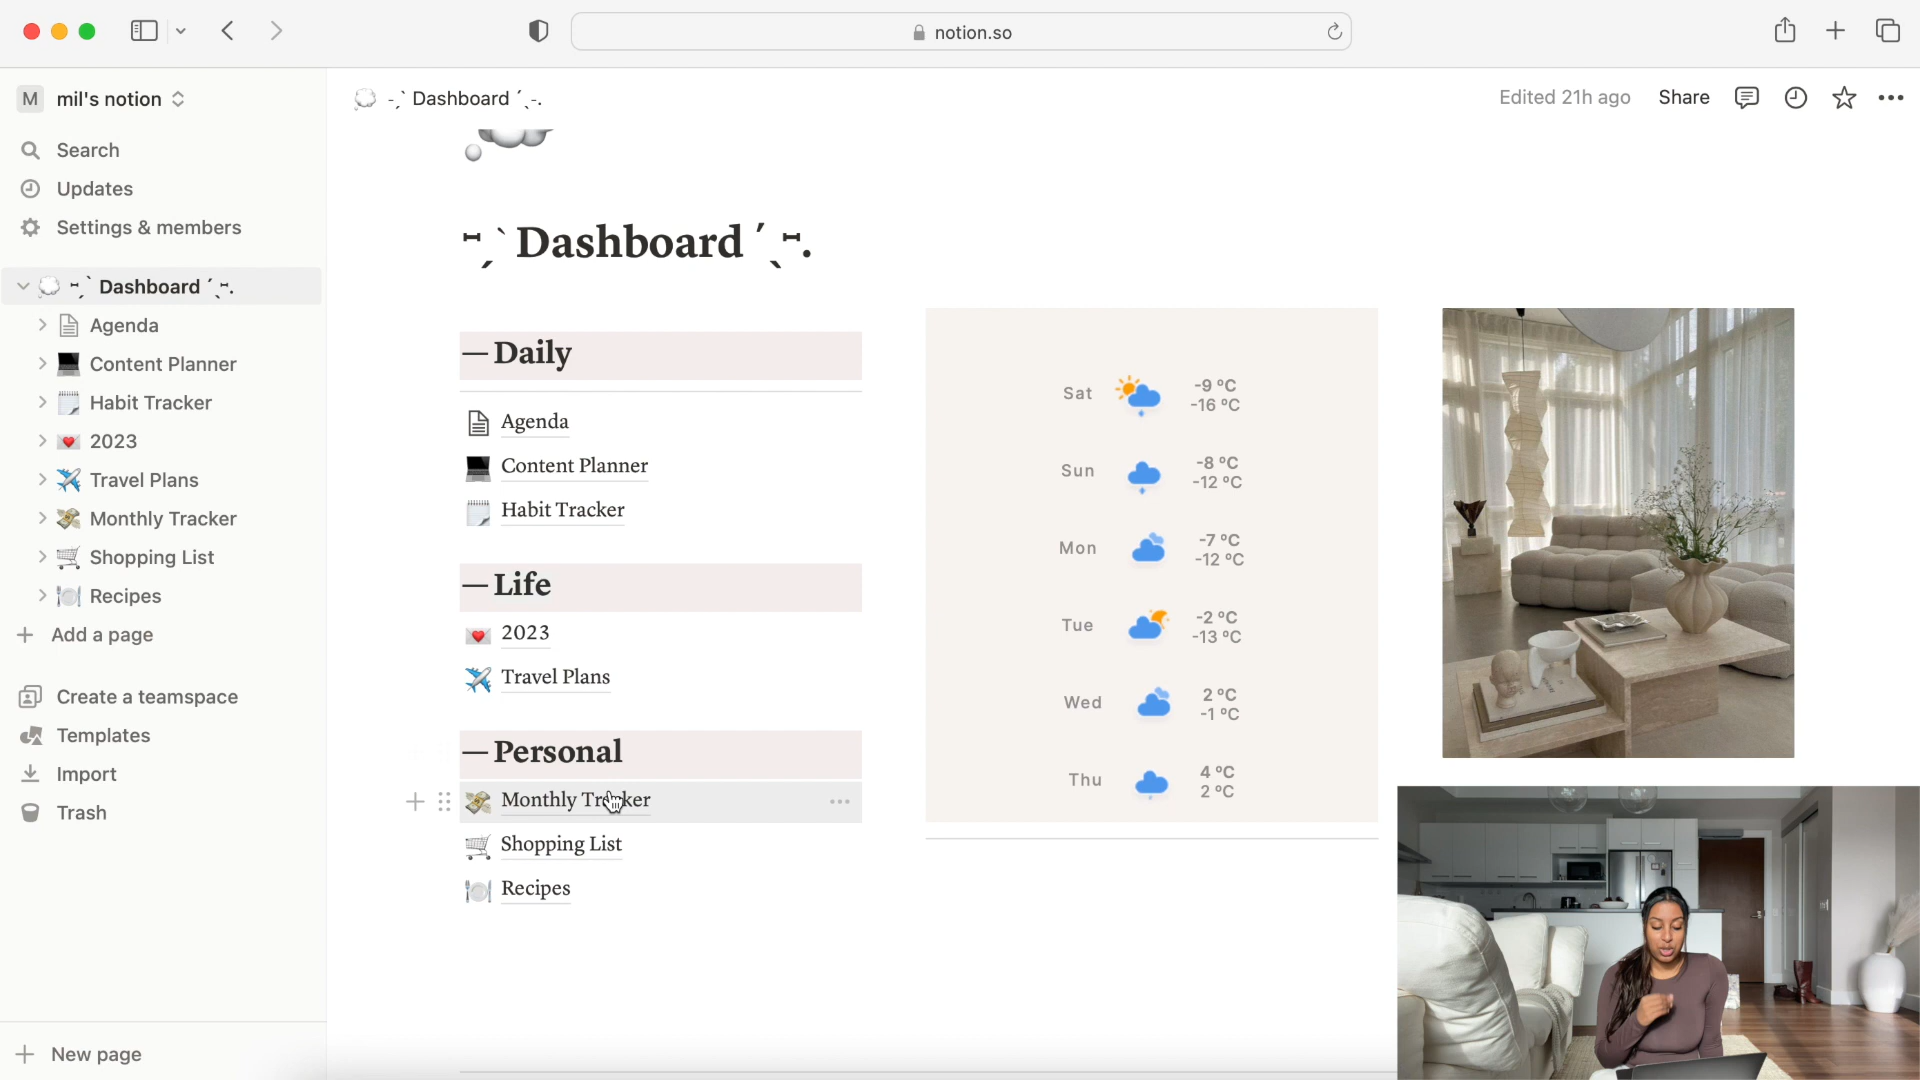 notion.so
M mil's notion
Search
Updates
Settings & members
Dashboard
Agenda
Content Planner
Habit Tracker
2023
Travel Plans
Monthly Tracker
Shopping List
Recipes
Add a page
Create a teamspace
Templates
Import
Trash
New page
Dashboard
Edited 21h ago
Share
Dashboard
— Daily
Agenda
Content Planner
Habit Tracker
— Life
2023
Travel Plans
— Personal
Monthly Tracker
Shopping List
Recipes
Sat
-9 °C
-16 °C
Sun
-8 °C
-12 °C
Mon
-7 °C
-12 °C
Tue
-2 °C
-13 °C
Wed
2 °C
-1 °C
Thu
4 °C
2 °C